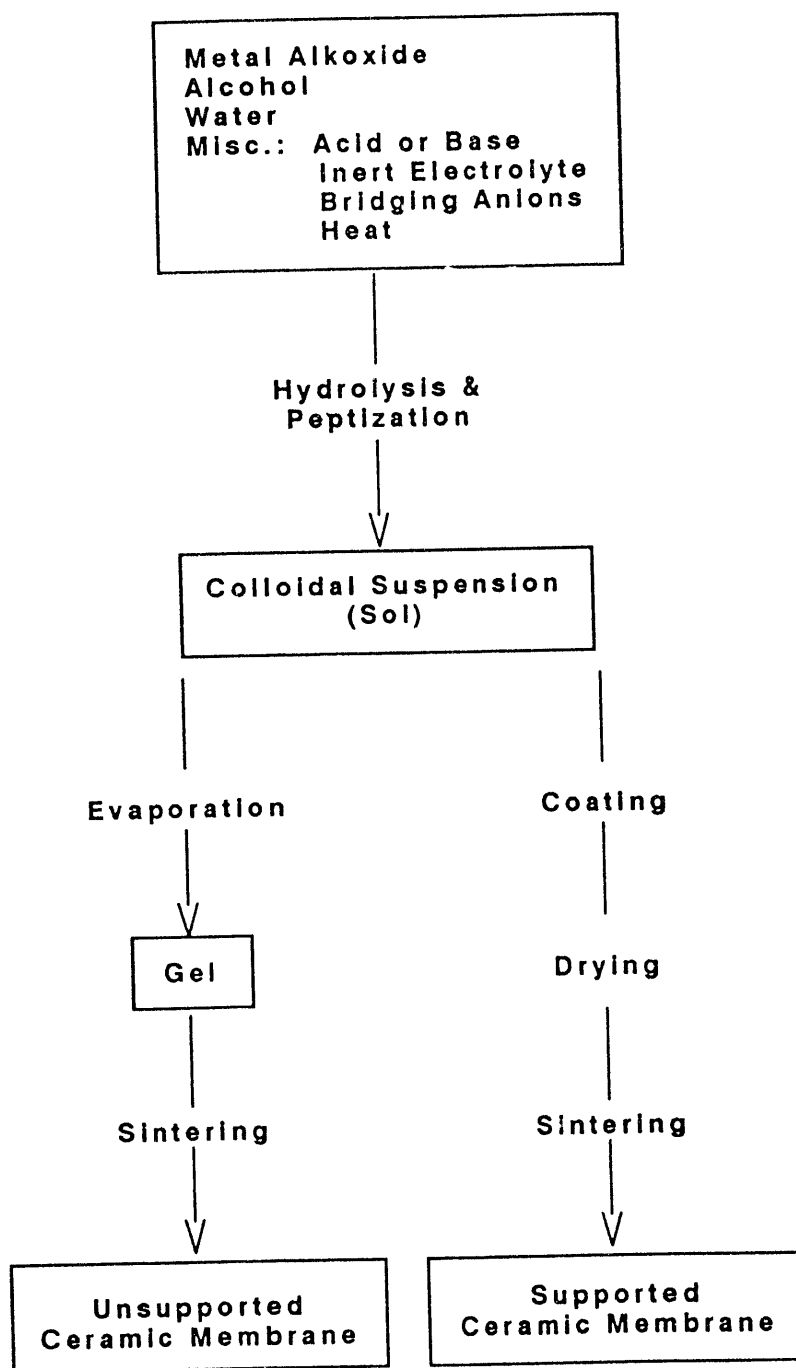 Metal Alkoxide
Alcohol
Water
Misc.: Acid or Base
Inert Electrolyte
Bridging Anions
Heat
Hydrolysis &
Peptization
Colloidal Suspension
(Sol)
Evaporation
Coating
Gel
Drying
Sintering
Sintering
Unsupported
Ceramic Membrane
Supported
Ceramic Membrane